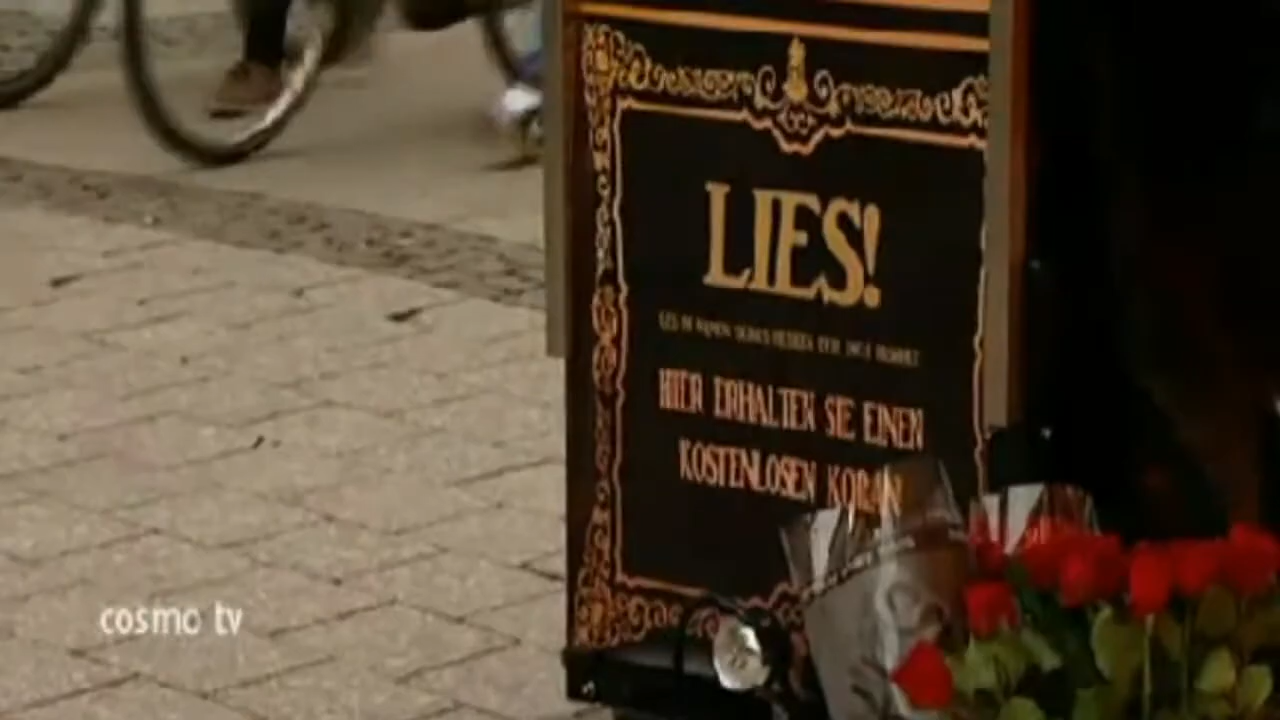 LIES!
HIER ERHALTEN SIE EINEN
KOSTENLOSEN KORAN
cosmo tv